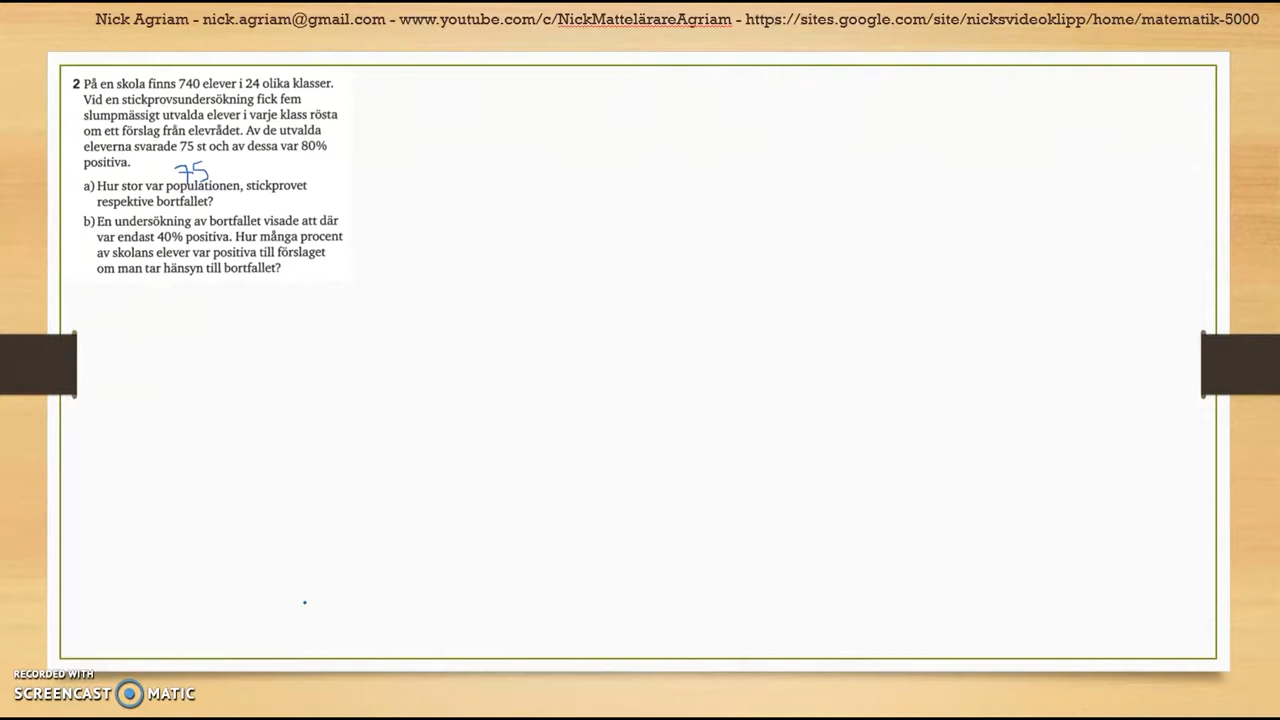 Nick Agriam - nick.agriam@gmail.com - www.youtube.com/c/NickMattelärareAgriam - https://sites.google.com/site/nicksvideoklipp/home/matematik-5000
2 På en skola finns 740 elever i 24 olika klasser.
Vid en stickprovsundersökning fick fem
slumpmässigt utvalda elever i varje klass rösta
om ett förslag från elevrådet. Av de utvalda
eleverna svarade 75 st och av dessa var 80%
positiva.
75
a) Hur stor var populationen, stickprovet
respektive bortfallet?
b) En undersökning av bortfallet visade att där
var endast 40% positiva. Hur många procent
av skolans elever var positiva till förslaget
om man tar hänsyn till bortfallet?
RECORDED WITH
SCREENCAST MATIC